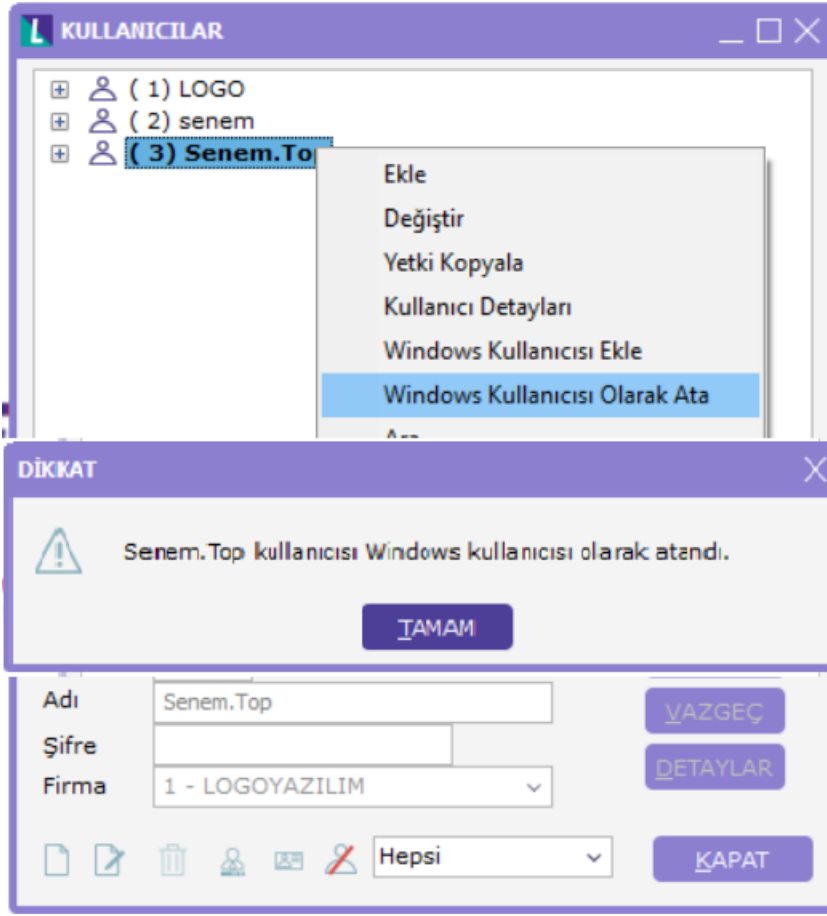 KULLANICILAR
( 1) LOGO
( 2) senem
( 3) Senem.Top
Ekle
Değiştir
Yetki Kopyala
Kullanıcı Detayları
Windows Kullanıcısı Ekle
Windows Kullanıcısı Olarak Ata
DİKKAT
Senem.Top kullanıcısı Windows kullanıcısı olarak atandı.
TAMAM
Adı Senem.Top VAZGEÇ
Şifre
DETAYLAR
Firma 1 - LOGOYAZILIM
Hepsi KAPAT